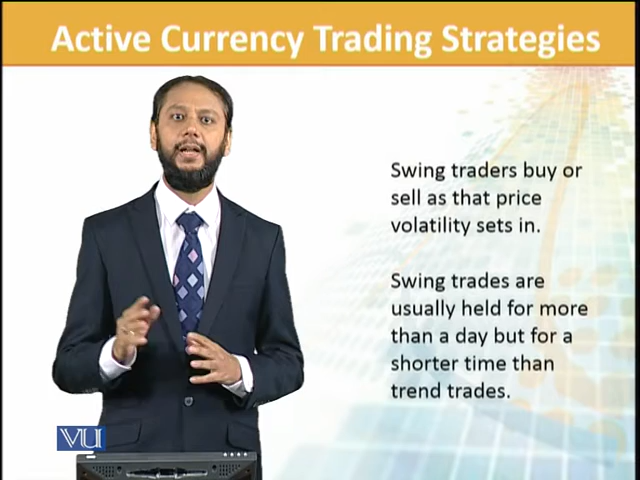 Active Currency Trading Strategies
Swing traders buy or
sell as that price
volatility sets in.
Swing trades are
usually held for more
than a day but for a
shorter time than
trend trades.
VU